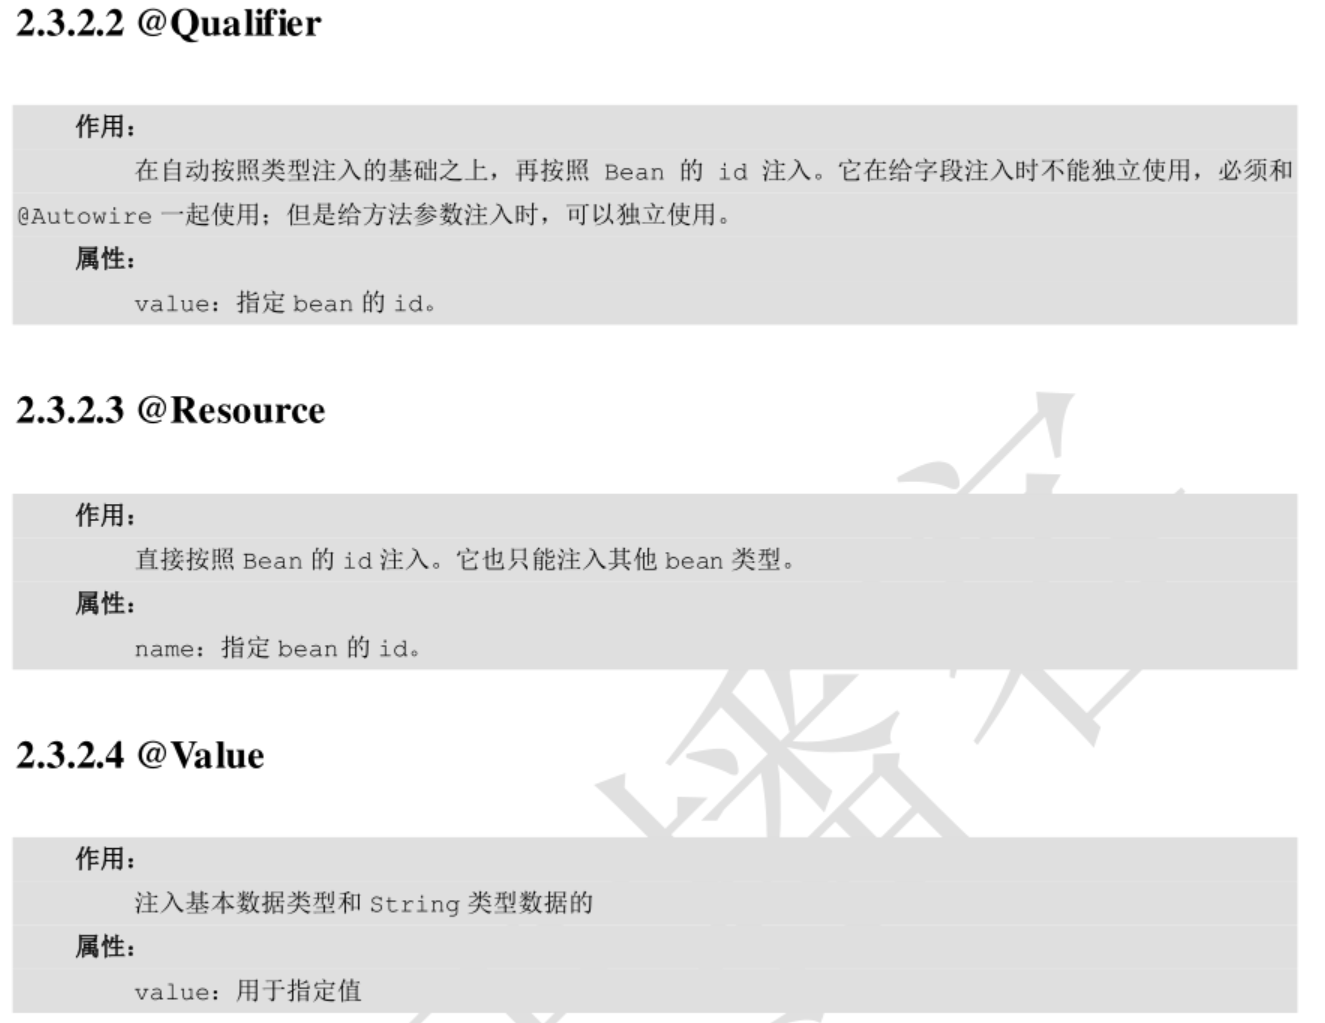 2.3.2.2 @Qualifier
作用：
在自动按照类型注入的基础之上，再按照 Bean 的 id 注入。它在给字段注入时不能独立使用，必须和
@Autowire 一起使用；但是给方法参数注入时，可以独立使用。
属性：
value：指定 bean 的 id。
2.3.2.3 @Resource
作用：
直接按照 Bean 的 id 注入。它也只能注入其他 bean 类型。
属性：
name：指定 bean 的 id。
2.3.2.4 @Value
作用：
注入基本数据类型和 String 类型数据的
属性：
value：用于指定值